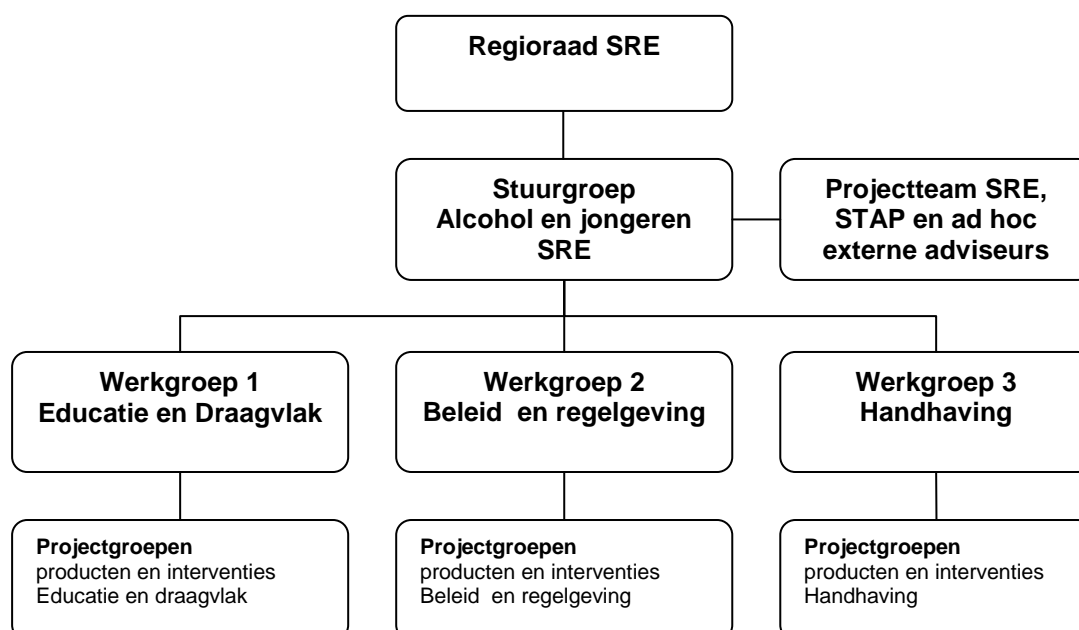 Regioraad SRE
Stuurgroep
Alcohol en jongeren
SRE
Projectteam SRE,
STAP en ad hoc
externe adviseurs
Werkgroep 1
Educatie en Draagvlak
Werkgroep 2
Beleid  en regelgeving
Werkgroep 3
Handhaving
Projectgroepen
producten en interventies
Educatie en draagvlak
Projectgroepen
producten en interventies
Beleid  en regelgeving
Projectgroepen
producten en interventies
Handhaving